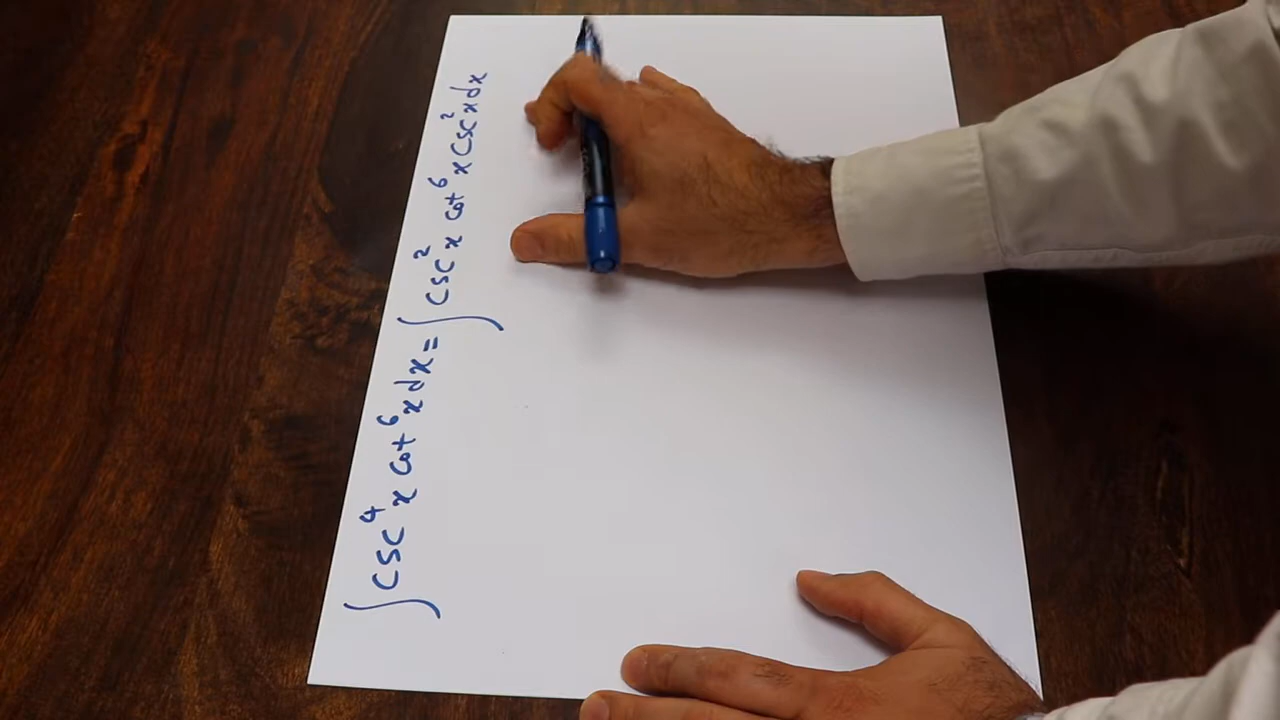 ∫csc⁴x cot⁶x dx = ∫csc²x cot⁶x csc²x dx